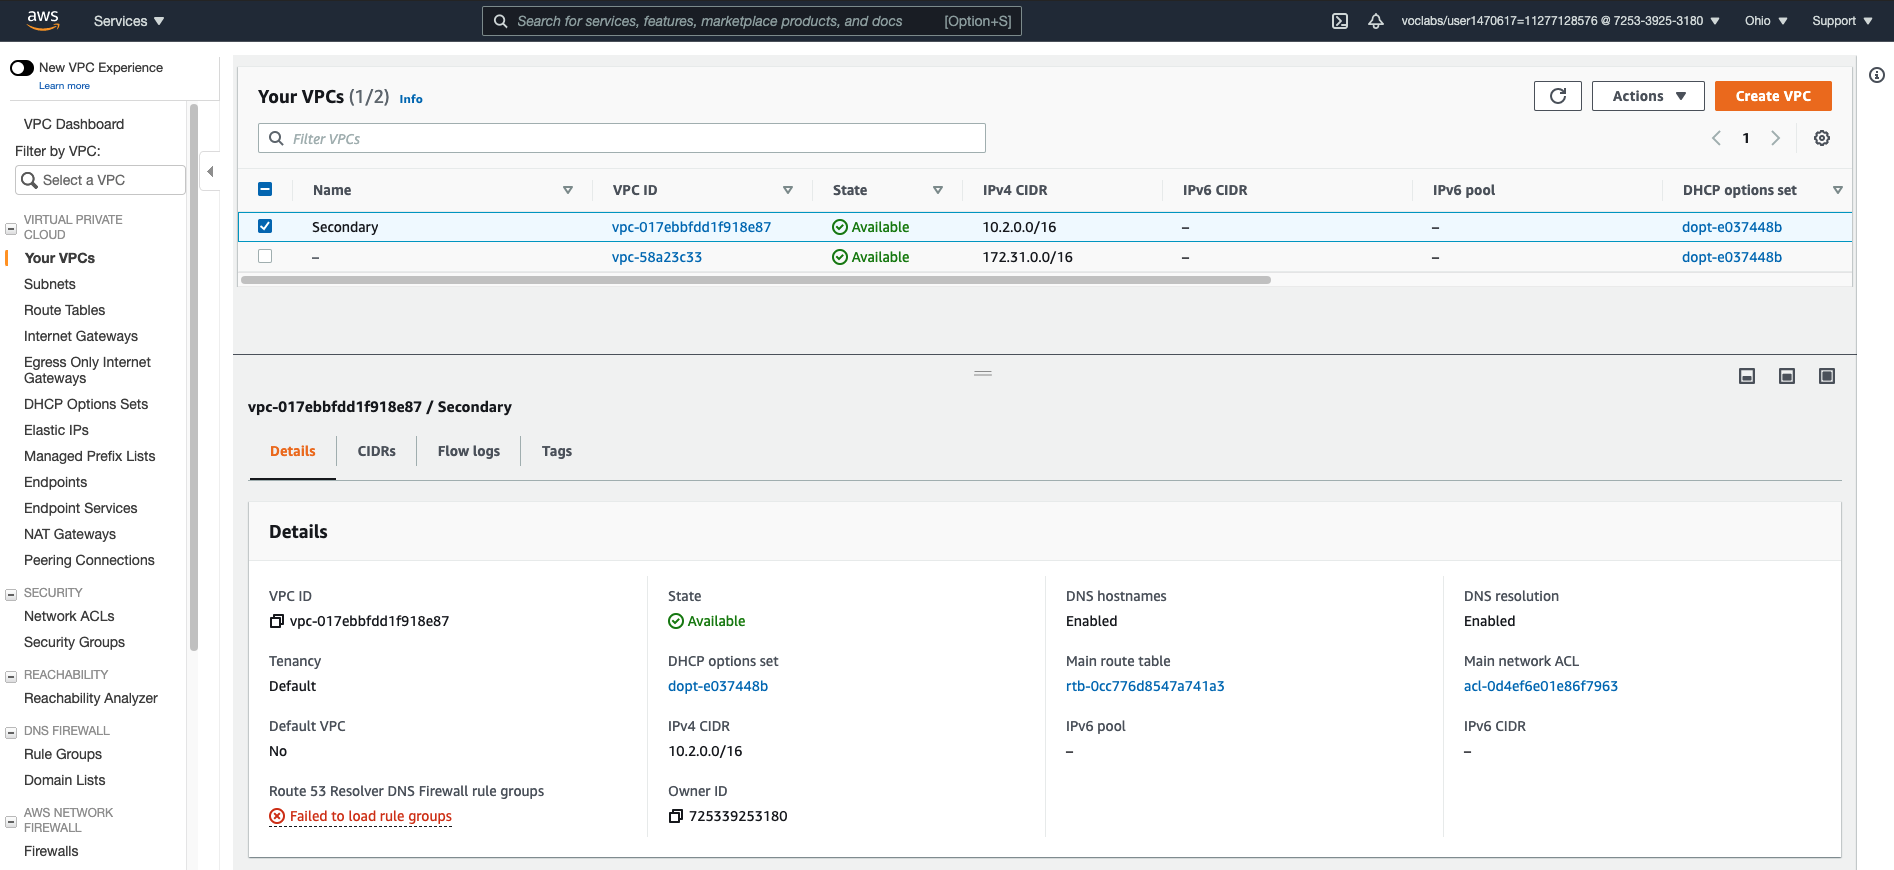 aws
Services
Search for services, features, marketplace products, and docs [Option+S]
voclabs/user1470617=11277128576 @ 7253-3925-3180
Ohio
Support
New VPC Experience
Learn more
VPC Dashboard
Filter by VPC:
Select a VPC
VIRTUAL PRIVATE
CLOUD
Your VPCs
Subnets
Route Tables
Internet Gateways
Egress Only Internet
Gateways
DHCP Options Sets
Elastic IPs
Managed Prefix Lists
Endpoints
Endpoint Services
NAT Gateways
Peering Connections
SECURITY
Network ACLs
Security Groups
REACHABILITY
Reachability Analyzer
DNS FIREWALL
Rule Groups
Domain Lists
AWS NETWORK
FIREWALL
Firewalls
Your VPCs (1/2) Info
Actions
Create VPC
Filter VPCs
1
Name VPC ID State IPv4 CIDR IPv6 CIDR IPv6 pool DHCP options set
Secondary vpc-017ebbfdd1f918e87 Available 10.2.0.0/16 – – dopt-e037448b
– vpc-58a23c33 Available 172.31.0.0/16 – – dopt-e037448b
vpc-017ebbfdd1f918e87 / Secondary
Details CIDRs Flow logs Tags
Details
VPC ID
vpc-017ebbfdd1f918e87
State
Available
DNS hostnames
Enabled
DNS resolution
Enabled
Tenancy
Default
DHCP options set
dopt-e037448b
Main route table
rtb-0cc776d8547a741a3
Main network ACL
acl-0d4ef6e01e86f7963
Default VPC
No
IPv4 CIDR
10.2.0.0/16
IPv6 pool
–
IPv6 CIDR
–
Route 53 Resolver DNS Firewall rule groups
Failed to load rule groups
Owner ID
725339253180